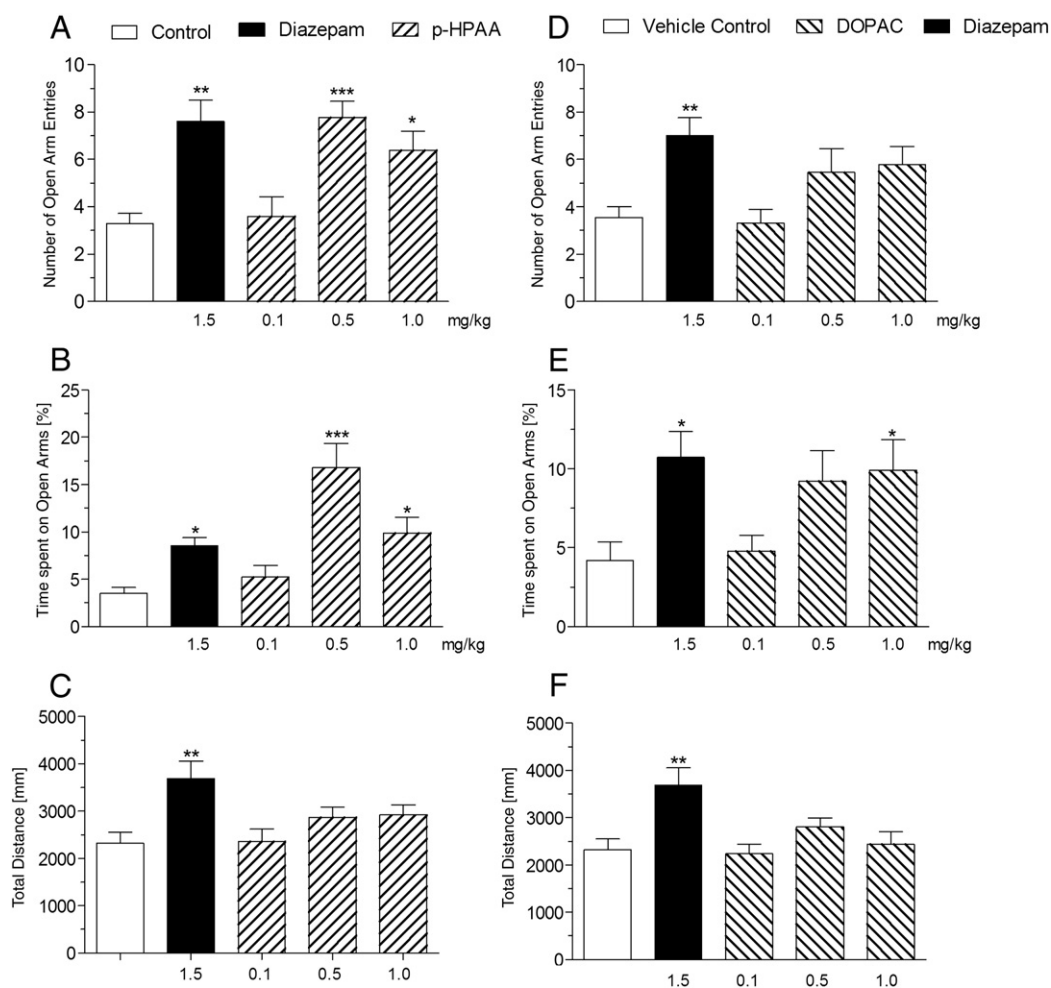 A Control Diazepam p-HPAA
Number of Open Arm Entries
10
8
6
4
2
0
**
***
*
1.5 0.1 0.5 1.0 mg/kg
D Vehicle Control DOPAC Diazepam
Number of Open Arm Entries
10
8
6
4
2
0
**
1.5 0.1 0.5 1.0 mg/kg
B
Time spent on Open Arms [%]
25
20
15
10
5
0
*
***
*
1.5 0.1 0.5 1.0 mg/kg
E
Time spent on Open Arms [%]
15
10
5
0
*
*
1.5 0.1 0.5 1.0 mg/kg
C
Total Distance [mm]
5000
4000
3000
2000
1000
0
**
1.5 0.1 0.5 1.0
F
Total Distance [mm]
5000
4000
3000
2000
1000
0
**
1.5 0.1 0.5 1.0